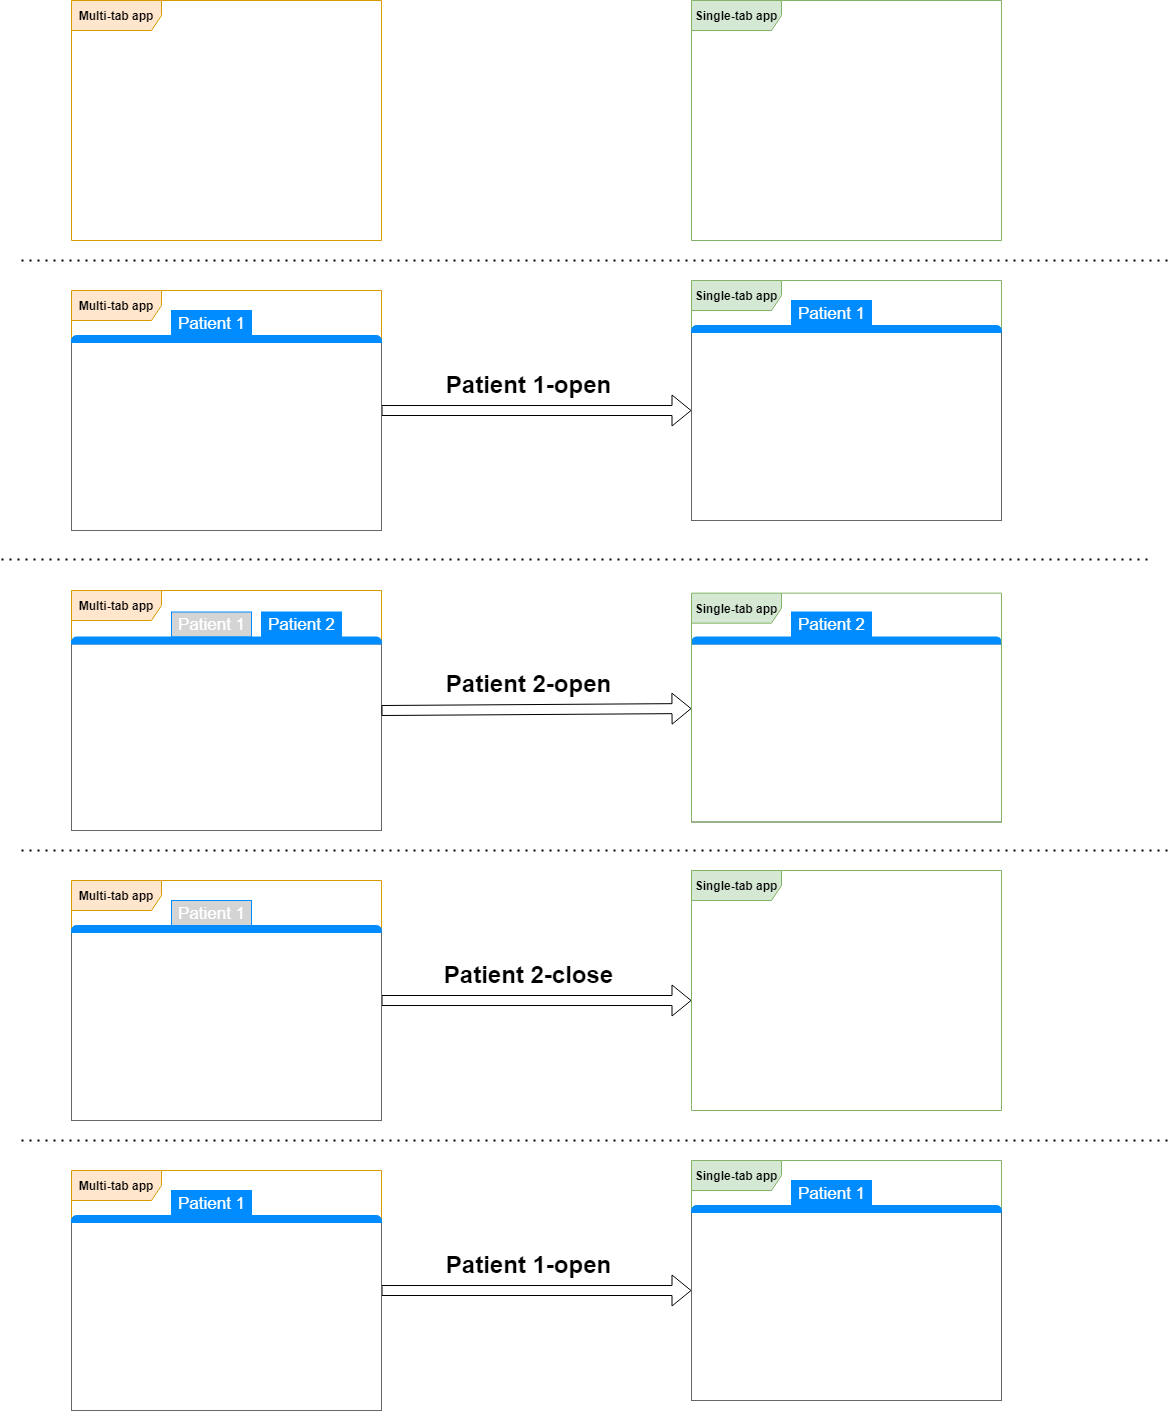 Multi-tab app
Single-tab app
Multi-tab app
Patient 1
Single-tab app
Patient 1
Patient 1-open
Multi-tab app
Patient 1
Patient 2
Single-tab app
Patient 2
Patient 2-open
Multi-tab app
Patient 1
Single-tab app
Patient 2-close
Multi-tab app
Patient 1
Single-tab app
Patient 1
Patient 1-open